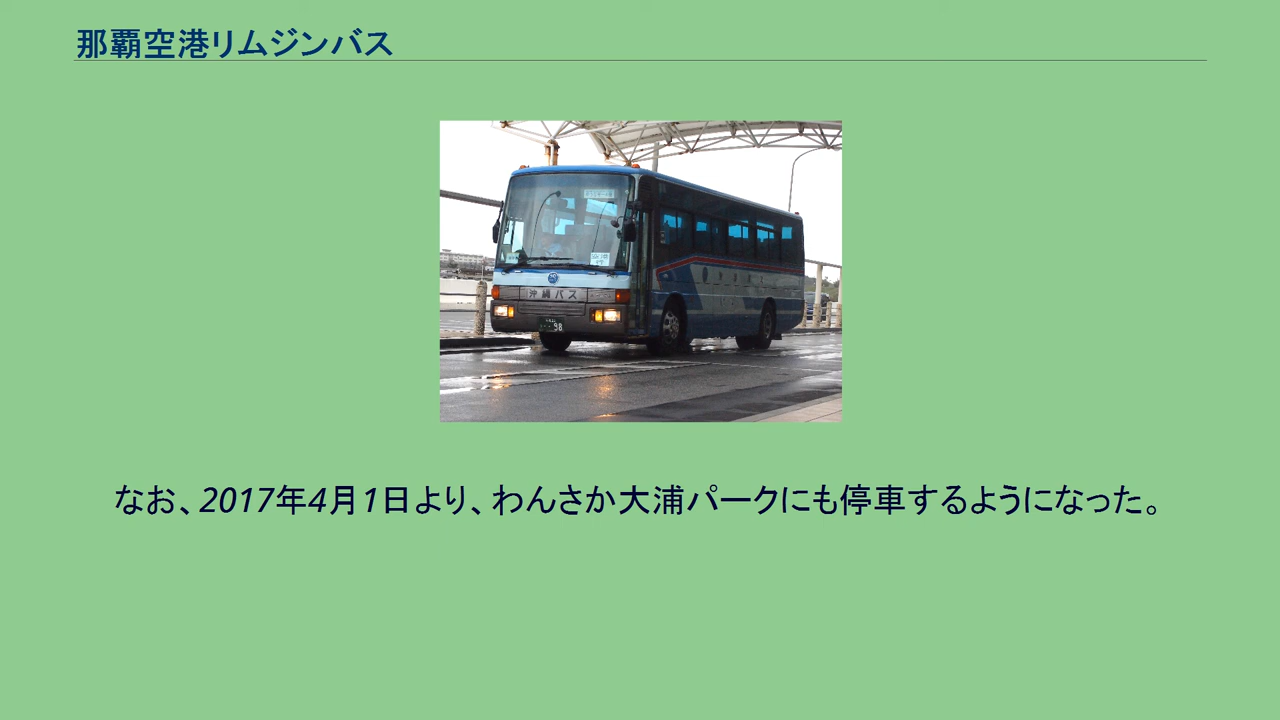 那覇空港リムジンバス
沖縄バス
98
なお、2017年4月1日より、わんさか大浦パークにも停車するようになった。